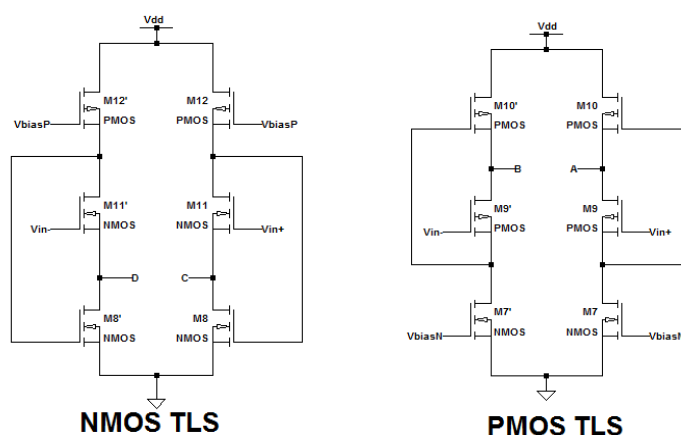 Vdd Vdd
M12' M12 M10' M10
VbiasP PMOS PMOS VbiasP PMOS PMOS
B A
M11' M11 M9' M9
Vin- NMOS NMOS Vin+ Vin- PMOS PMOS Vin+
D C
M8' M8 M7' M7
NMOS NMOS VbiasN NMOS NMOS VbiasN
NMOS TLS PMOS TLS